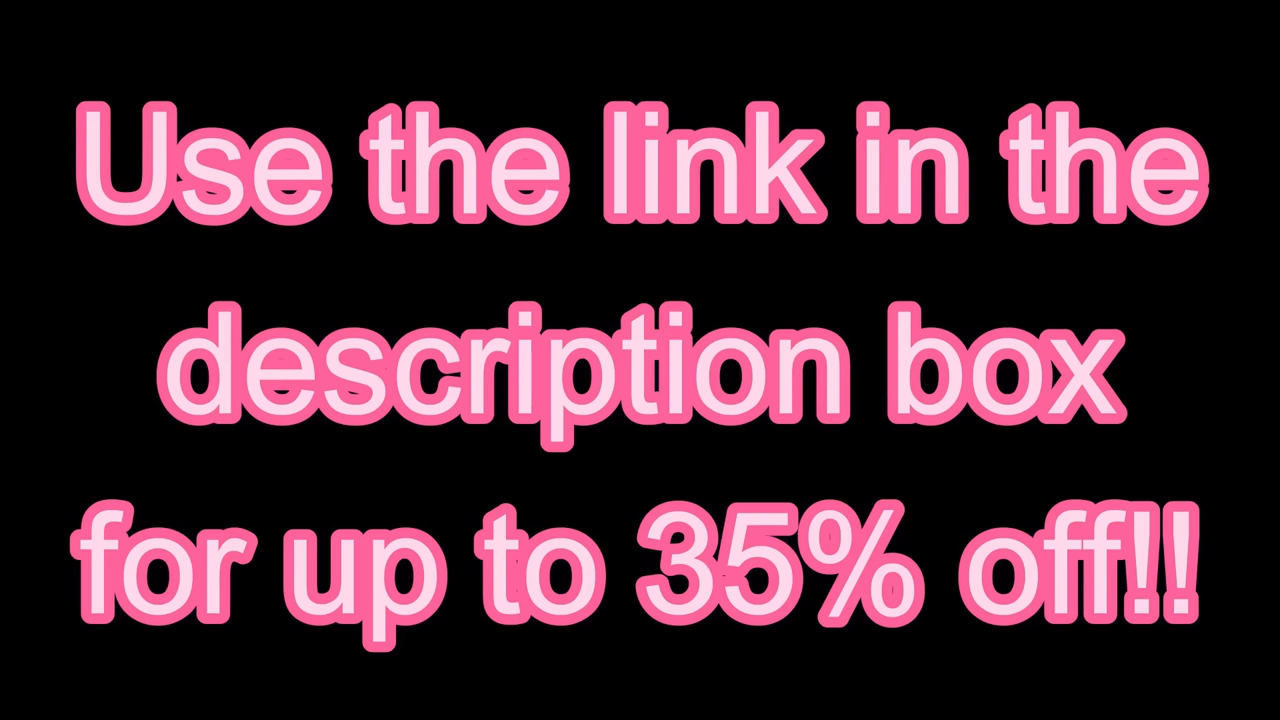 Use the link in the
description box
for up to 35% off!!